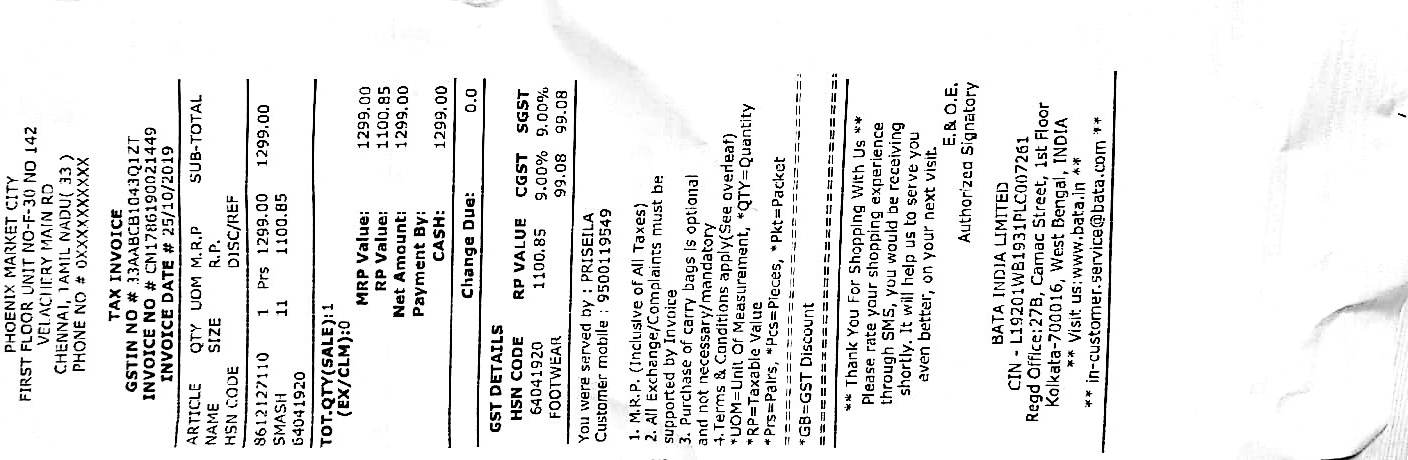 PHOENIX MARKET CITY
FIRST FLOOR UNIT NO-F-30 NO 142
VELACHERY MAIN RD
CHENNAI, TAMIL NADU( 33 )
PHONE NO # 0XXXXXXXXXX
TAX INVOICE
GSTIN NO # 33AABCB1043Q1ZT
INVOICE NO # CM178619002144​9
INVOICE DATE # 25/10/2019
ARTICLE QTY UOM M.R.P SUB-TOTAL
NAME SIZE R.P.
HSN CODE DISC/REF
8612127110 1 Prs 1299.00 1299.00
SMASH 11 1100.85
64041920
TOT.QTY(SALE):1
(EX/CLM):0
MRP Value: 1299.00
RP Value: 1100.85
Net Amount: 1299.00
Payment By:
CASH: 1299.00
Change Due: 0.0
GST DETAILS
HSN CODE RP VALUE CGST SGST
64041920 1100.85 9.00% 9.00%
FOOTWEAR 99.08 99.08
You were served by : PRISEILA
Customer mobile : 9500119549
1. M.R.P. (Inclusive of All Taxes)
2. All Exchange/Complaints must be
supported by Invoice
3. Purchase of carry bags is optional
and not necessary/mandatory
4.Terms & Conditions apply(See overleaf)
*UOM=Unit Of Measurement, *QTY=Quantity
*RP=Taxable Value
*Prs=Pairs, *Pcs=Pieces, *Pkt=Packet
*GB=GST Discount
** Thank You For Shopping With Us **
Please rate your shopping experience
through SMS, you would be receiving
shortly. It will help us to serve you
even better, on your next visit.
E.& O.E.
Authorized Signatory
BATA INDIA LIMITED
CIN - L19201WB1931PLC007261
Regd Office:27B, Camac Street, 1st Floor
Kolkata-700016, West Bengal, INDIA
** Visit us:www.bata.in **
** in-customer.service@bata.com **